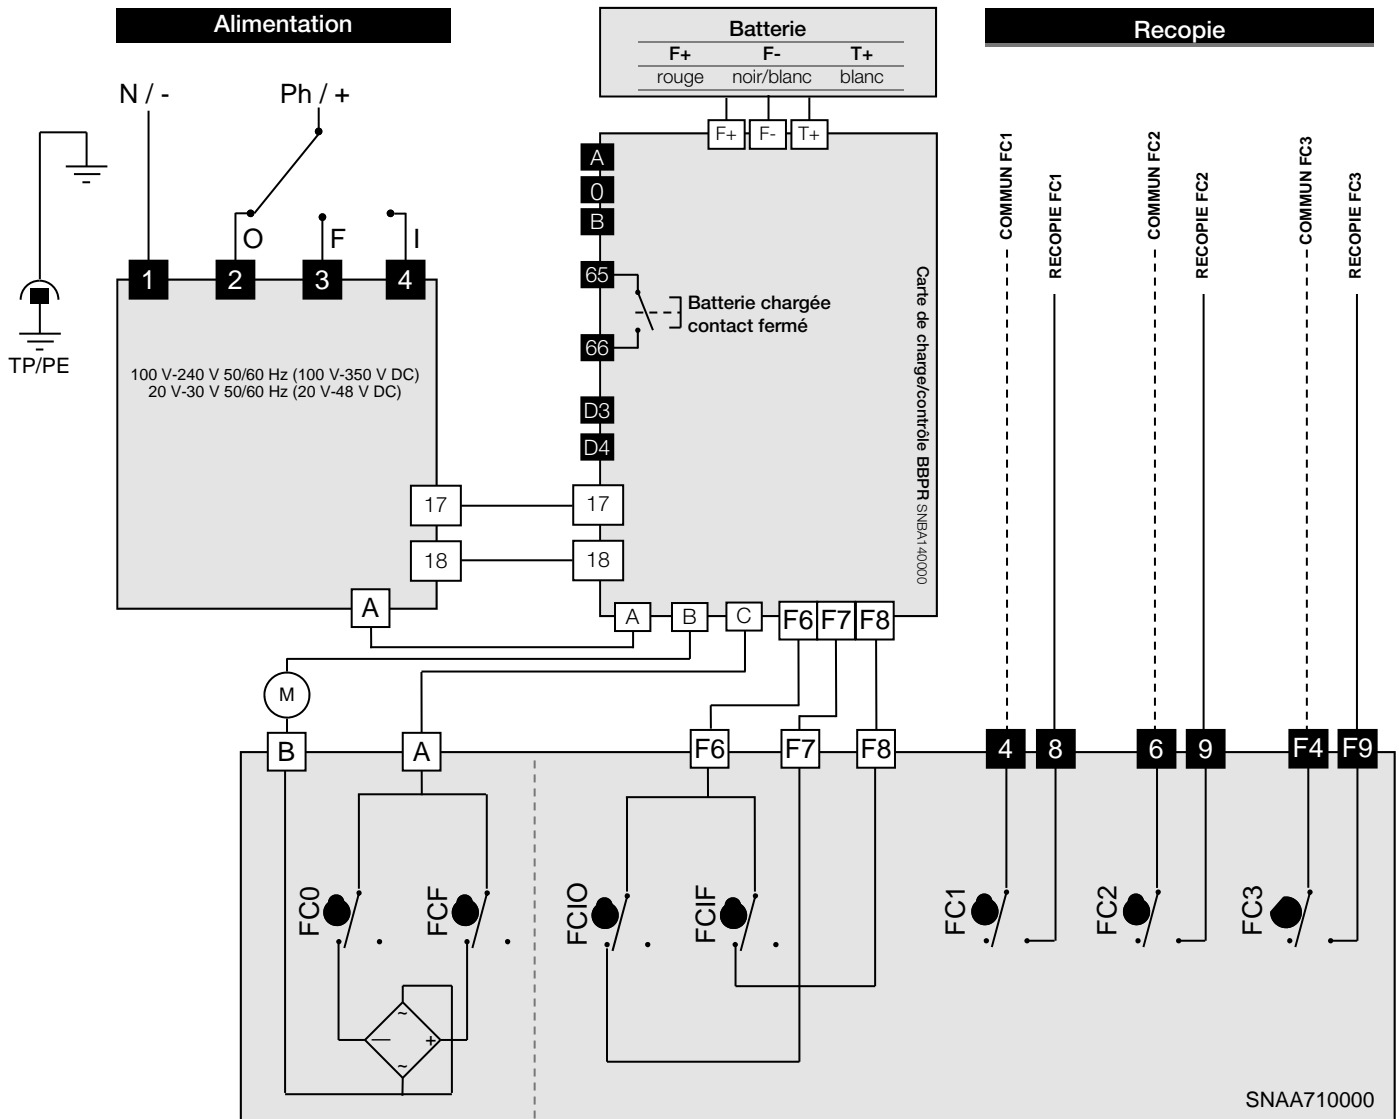 Alimentation
Batterie
F+ F- T+
rouge noir/blanc blanc
Recopie
N / -
Ph / +
F+ F- T+
A
0
B
65
66
Batterie chargée
contact fermé
D3
D4
17
18
Carte de charge/contrôle BBPR SNBA140000
COMMUN FC1
RECOPIE FC1
COMMUN FC2
RECOPIE FC2
COMMUN FC3
RECOPIE FC3
O F I
1 2 3 4
TP/PE
100 V-240 V 50/60 Hz (100 V-350 V DC)
20 V-30 V 50/60 Hz (20 V-48 V DC)
17
18
A
A B C F6 F7 F8
M
B A F6 F7 F8 4 8 6 9 F4 F9
FC0
FCF
FCIO
FCIF
FC1
FC2
FC3
~
— +
~
SNAA710000